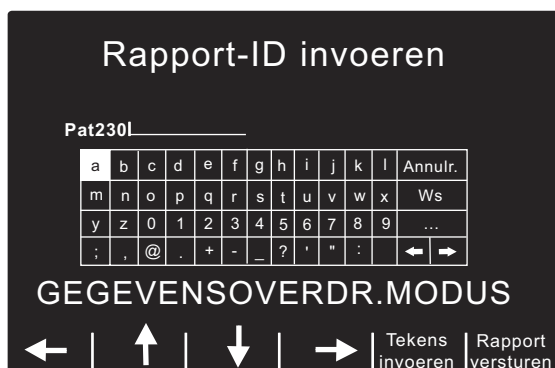 Rapport-ID invoeren
Pat230
a b c d e f g h i j k l Annulr.
m n o p q r s t u v w x Ws
y z 0 1 2 3 4 5 6 7 8 9 ...
; , @ . + - _ ? ' " :
GEGEVENSOVERDR.MODUS
Tekens invoeren
Rapport versturen